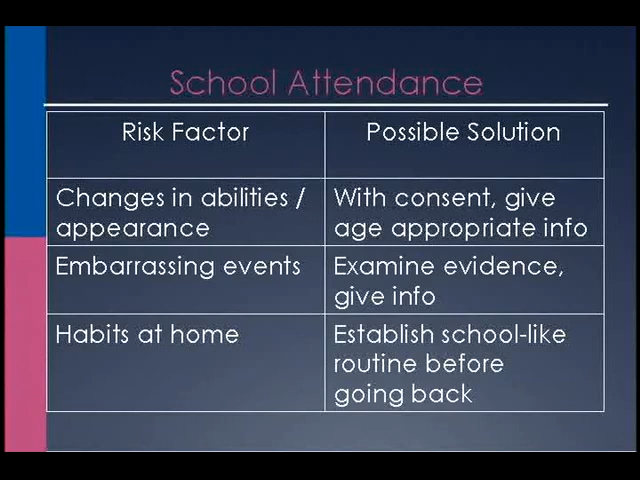 School Attendance
Risk Factor
Possible Solution
Changes in abilities /
appearance
With consent, give
age appropriate info
Embarrassing events
Examine evidence,
give info
Habits at home
Establish school-like
routine before
going back